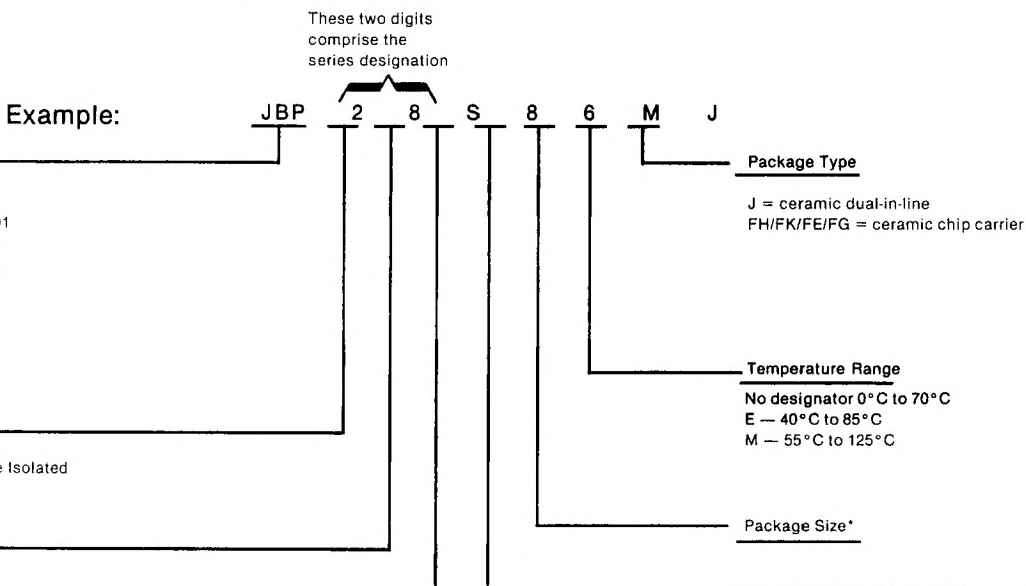 These two digits
comprise the
series designation
Example: JBP 2 8 S 8 6 M J
Package Type
J = ceramic dual-in-line
FH/FK/FE/FG = ceramic chip carrier
Temperature Range
No designator 0°C to 70°C
E — 40°C to 85°C
M — 55°C to 125°C
Isolated
Package Size*